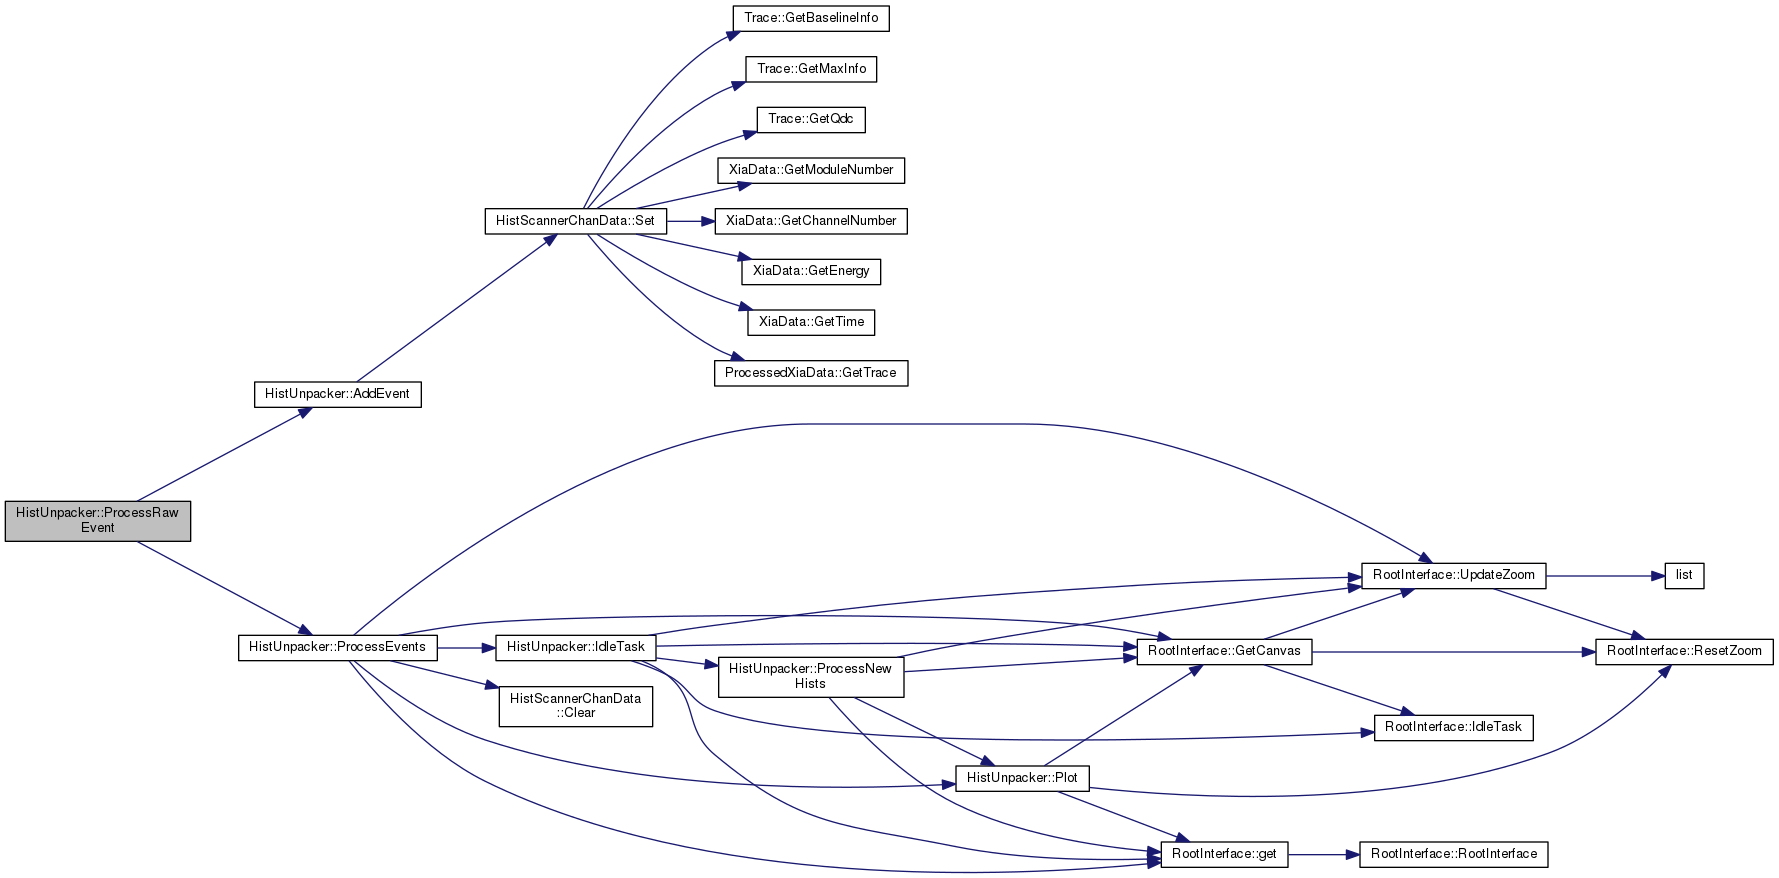 Trace::GetBaselineInfo
Trace::GetMaxInfo
Trace::GetQdc
XiaData::GetModuleNumber
HistScannerChanData::Set
XiaData::GetChannelNumber
XiaData::GetEnergy
XiaData::GetTime
ProcessedXiaData::GetTrace
HistUnpacker::AddEvent
HistUnpacker::ProcessRaw
Event
RootInterface::UpdateZoom
list
HistUnpacker::ProcessEvents
HistUnpacker::IdleTask
RootInterface::GetCanvas
RootInterface::ResetZoom
HistUnpacker::ProcessNew
Hists
HistScannerChanData
::Clear
RootInterface::IdleTask
HistUnpacker::Plot
RootInterface::get
RootInterface::RootInterface